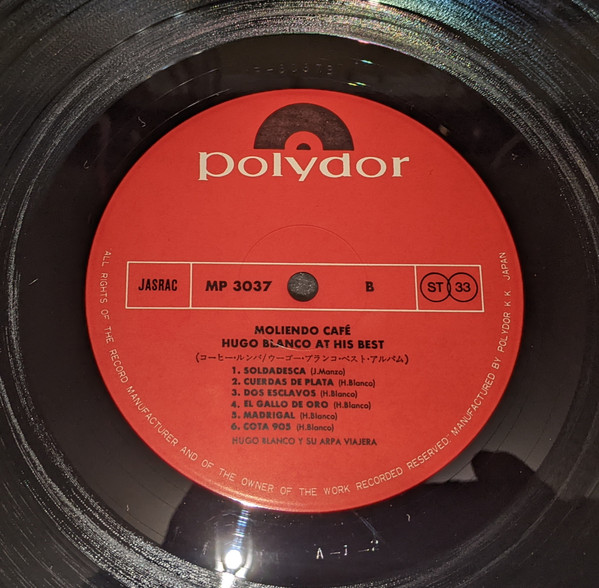 polydor
JASRAC MP 3037 B ST 33
MOLIENDO CAFÉ
HUGO BLANCO AT HIS BEST
(コーヒー・ルンバ/ウーゴー・ブランコ・ベスト・アルバム)
1. SOLDADESCA (J.Manzo)
2. CUERDAS DE PLATA (H.Blanco)
3. DOS ESCLAVOS (H.Blanco)
4. EL GALLO DE ORO (H.Blanco)
5. MADRIGAL (H.Blanco)
6. COTA 905 (H.Blanco)
HUGO BLANCO Y SU ARPA VIAJERA
ALL RIGHTS OF THE RECORD MANUFACTURER AND OF THE OWNER OF THE WORK RECORDED RESERVED: MANUFACTURED BY POLYDOR K.K. JAPAN